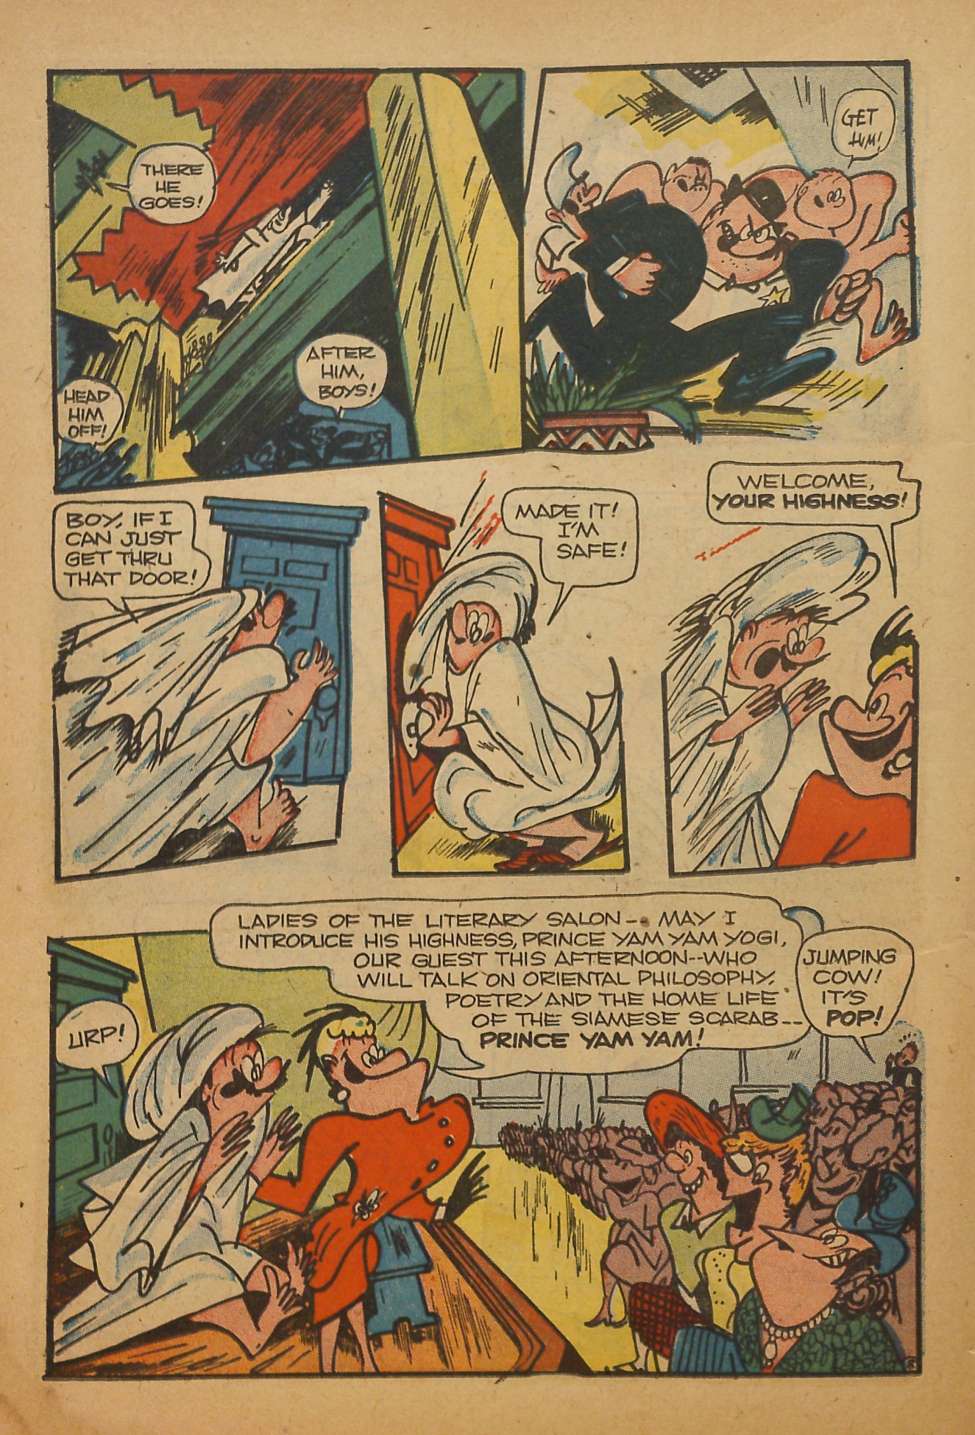 THERE
HE
GOES!
AFTER
HIM,
BOYS!
HEAD
HIM
OFF!
GET
HIM!
BOY, IF I
CAN JUST
GET THRU
THAT DOOR!
MADE IT!
I'M
SAFE!
WELCOME,
YOUR HIGHNESS!
URP!
LADIES OF THE LITERARY SALON-- MAY I
INTRODUCE HIS HIGHNESS, PRINCE YAM YAM YOGI,
OUR GUEST THIS AFTERNOON--WHO
WILL TALK ON ORIENTAL PHILOSOPHY,
POETRY AND THE HOME LIFE
OF THE SIAMESE SCARAB--
PRINCE YAM YAM!
JUMPING
COW!
IT'S
POP!